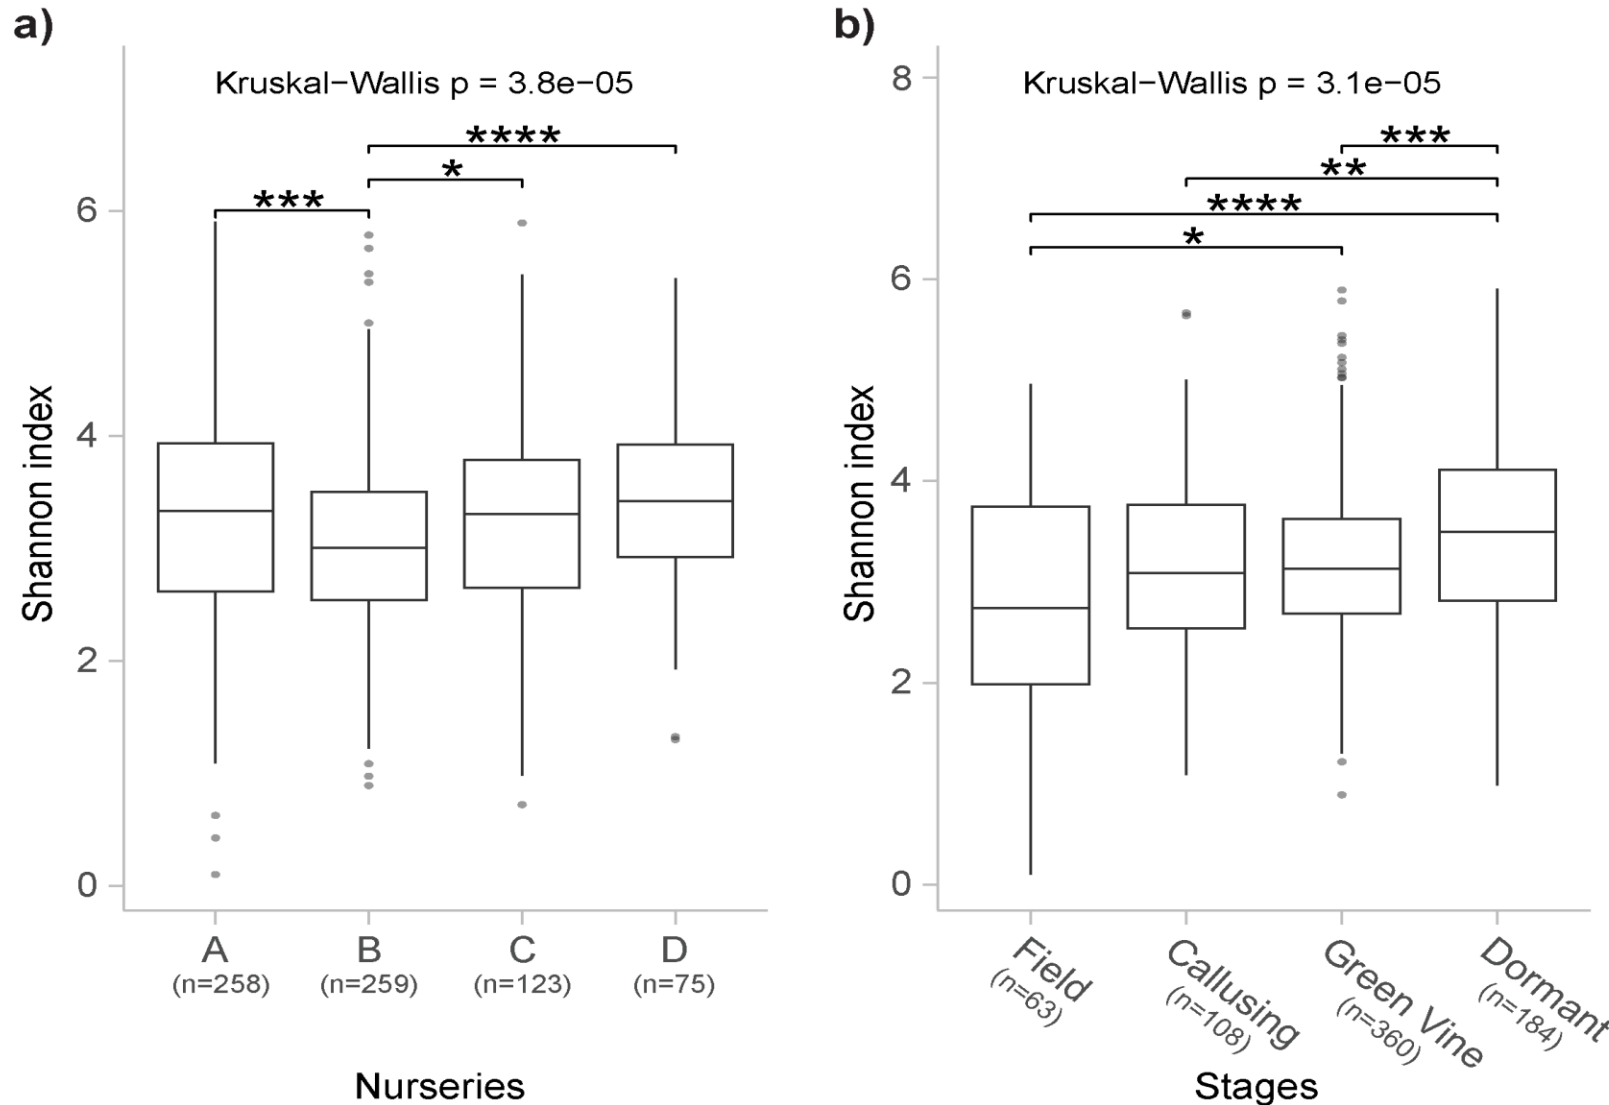 a)
Kruskal−Wallis p = 3.8e−05
****
*
***
6
4
2
0
Shannon index
A
(n=258)
B
(n=259)
C
(n=123)
D
(n=75)
Nurseries
b)
Kruskal−Wallis p = 3.1e−05
***
**
****
*
8
6
4
2
0
Shannon index
Field
(n=63)
Callusing
(n=108)
Green Vine
(n=360)
Dormant
(n=184)
Stages